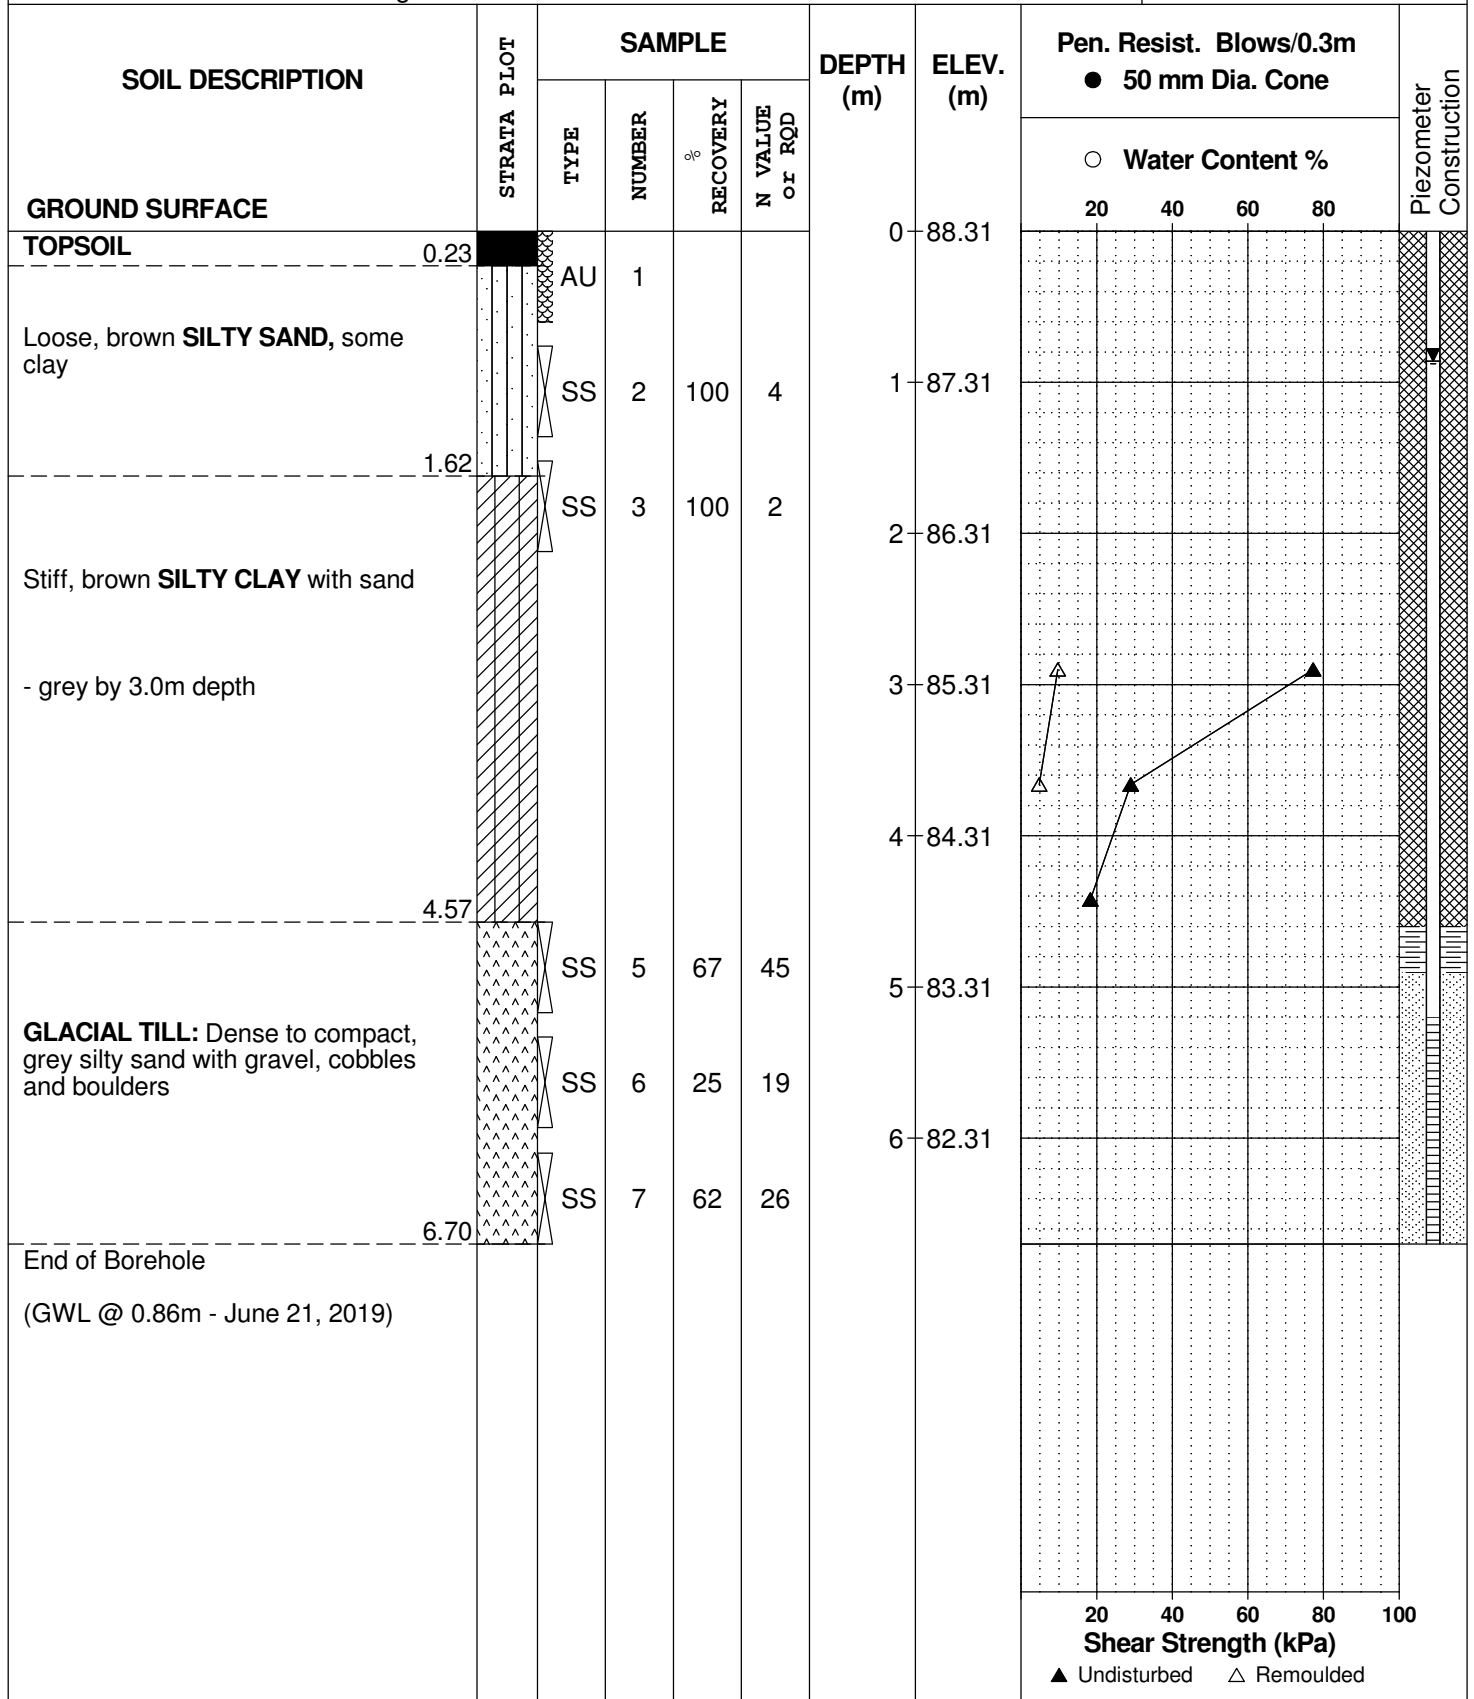 SOIL DESCRIPTION
GROUND SURFACE
STRATA PLOT
SAMPLE
TYPE
NUMBER
%
RECOVERY
N VALUE
or RQD
DEPTH
(m)
ELEV.
(m)
Pen. Resist. Blows/0.3m
● 50 mm Dia. Cone
○ Water Content %
20 40 60 80
Piezometer
Construction
0 88.31
TOPSOIL 0.23
AU 1
Loose, brown SILTY SAND, some
clay
SS 2 100 4
1 87.31
1.62
SS 3 100 2
2 86.31
Stiff, brown SILTY CLAY with sand
- grey by 3.0m depth
3 85.31
4 84.31
4.57
SS 5 67 45
5 83.31
GLACIAL TILL: Dense to compact,
grey silty sand with gravel, cobbles
and boulders
SS 6 25 19
6 82.31
SS 7 62 26
6.70
End of Borehole
(GWL @ 0.86m - June 21, 2019)
20 40 60 80 100
Shear Strength (kPa)
▲ Undisturbed △ Remoulded